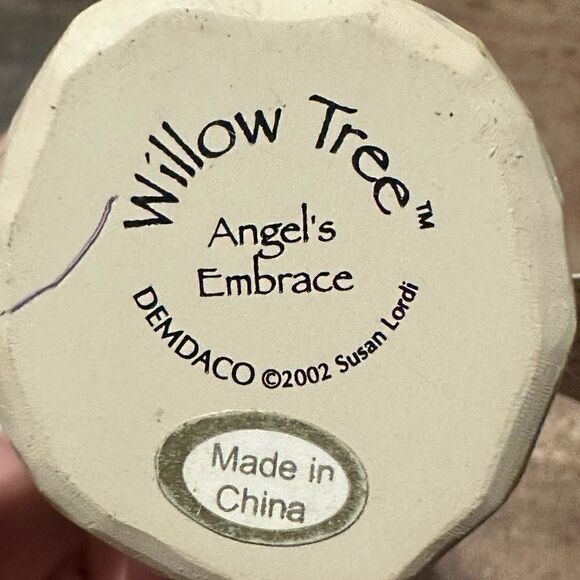 Willow Tree™
Angel's
Embrace
DEMDACO ©2002 Susan Lordi
Made in
China